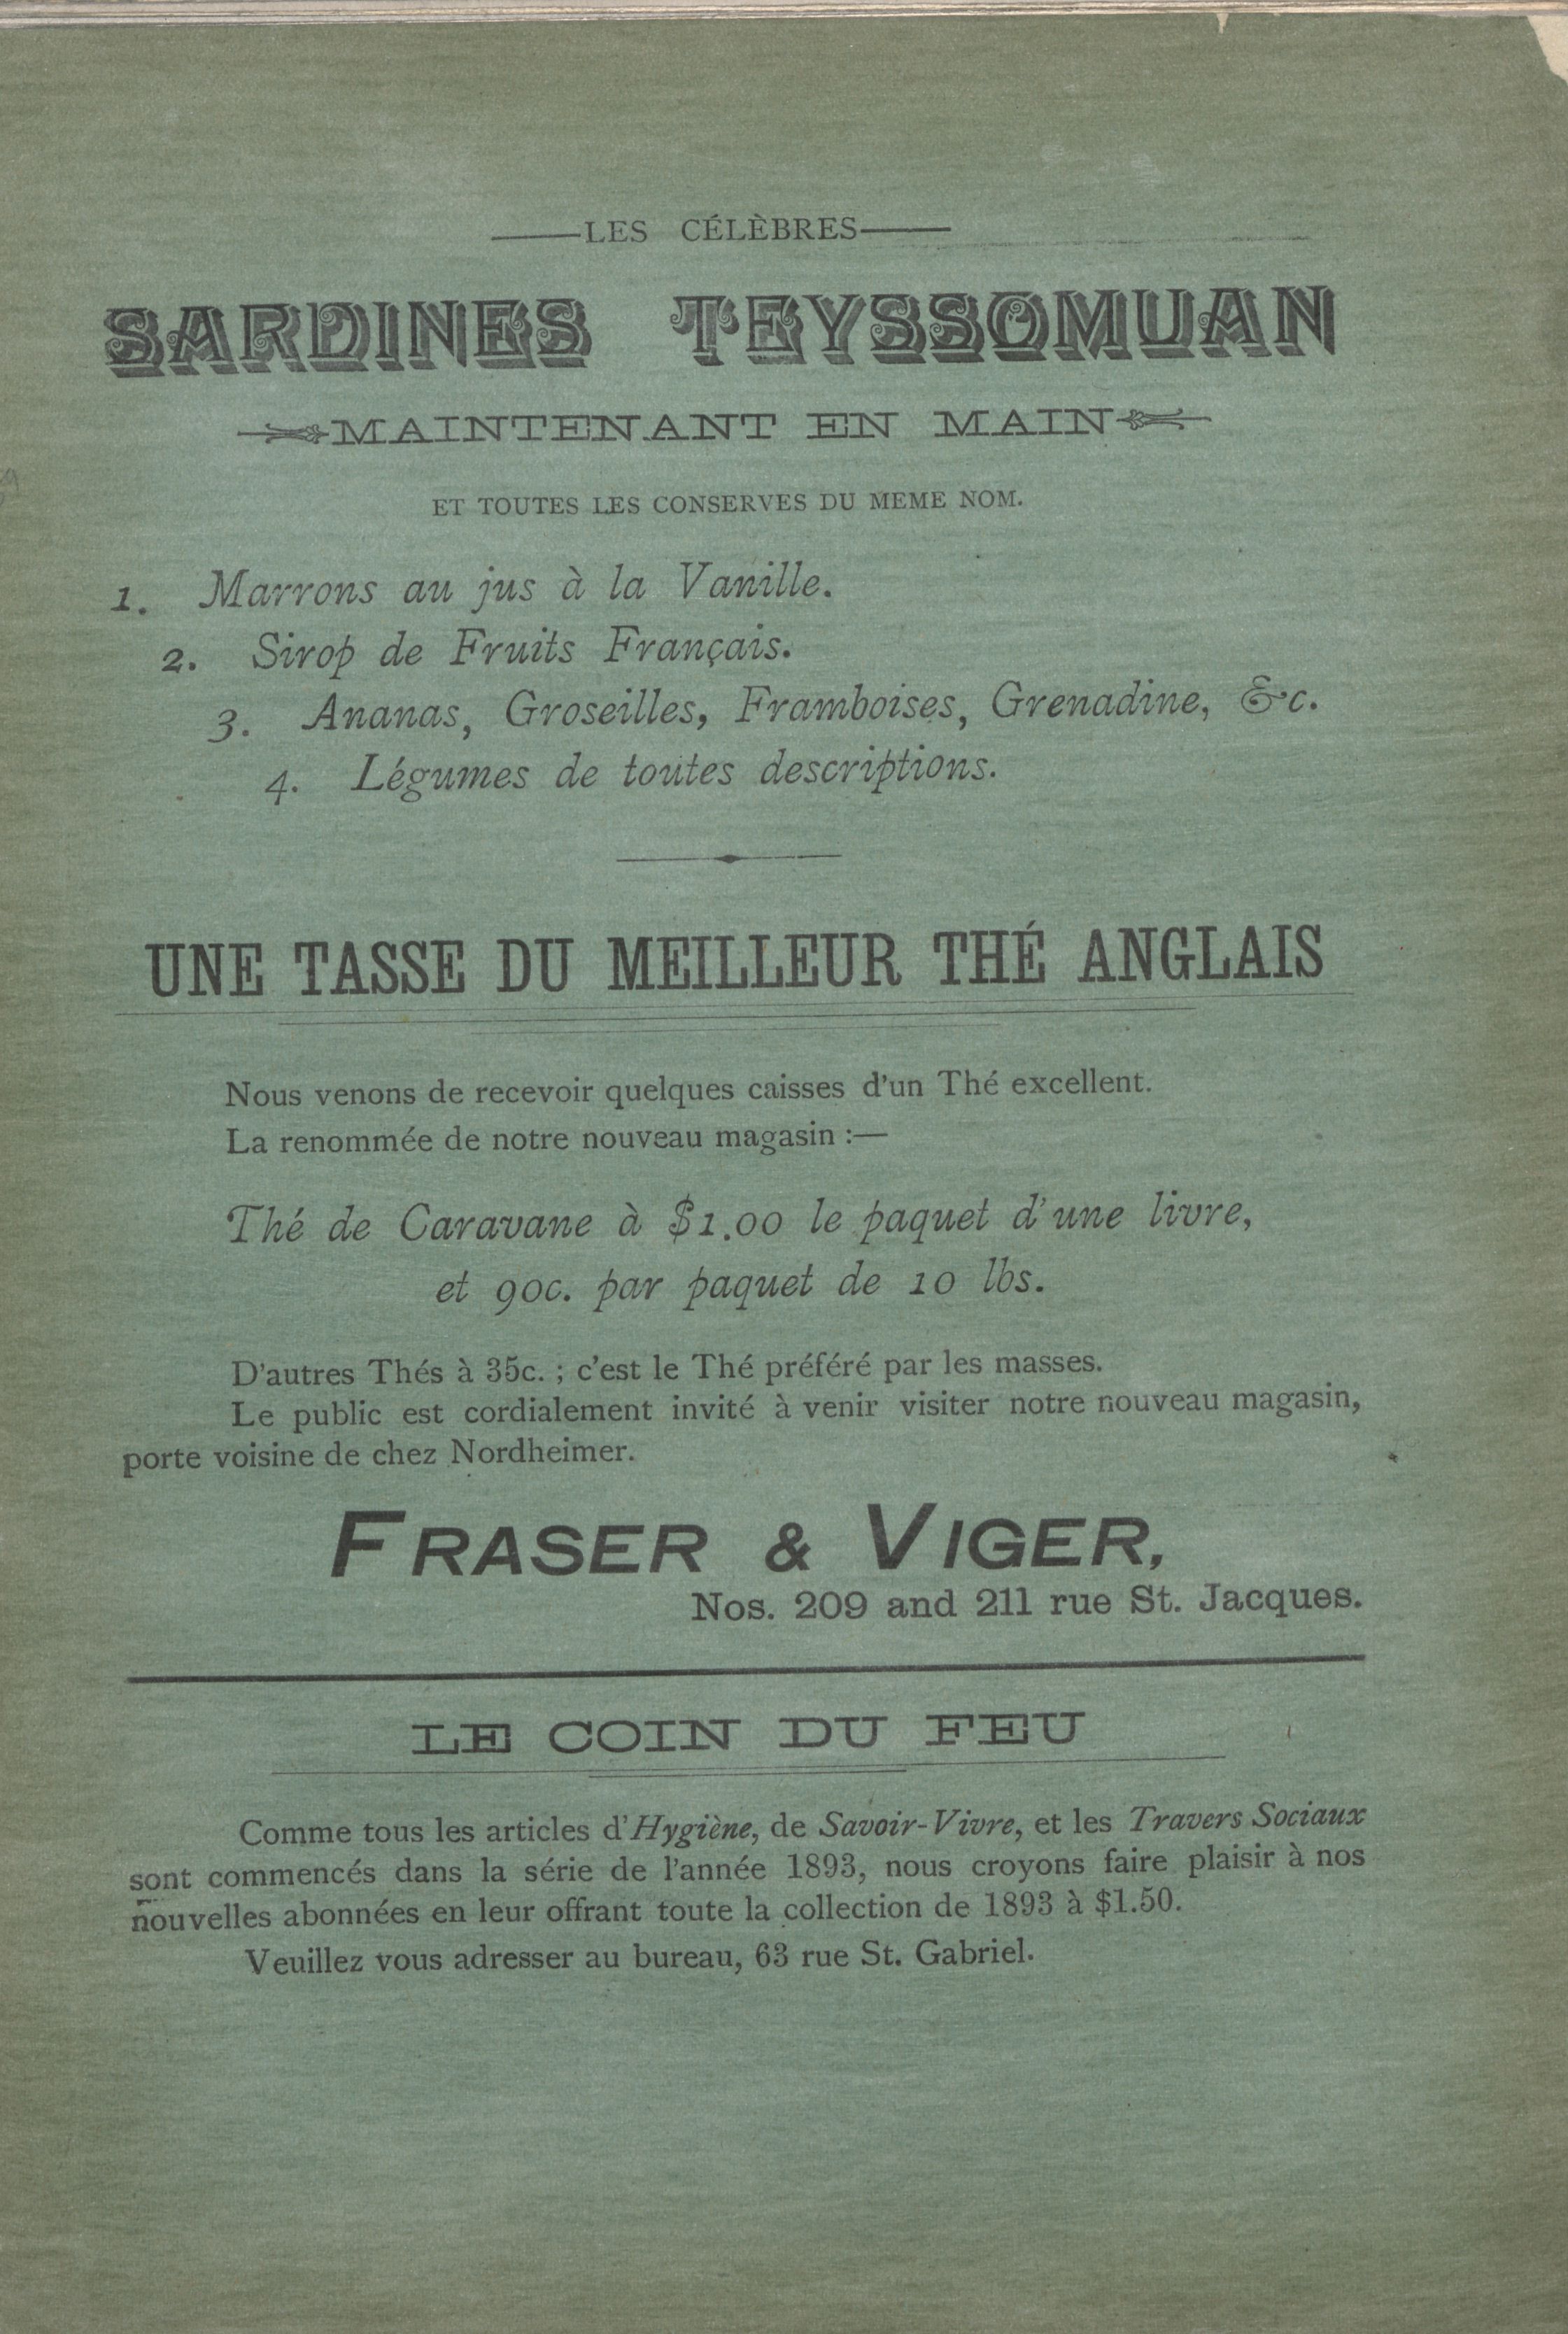 LES CÉLÈBRES
SARDINES TEYSSOMUAN
MAINTENANT EN MAIN
ET TOUTES LES CONSERVES DU MEME NOM.
1. Marrons au jus à la Vanille.
2. Sirop de Fruits Français.
3. Ananas, Groseilles, Framboises, Grenadine, &c.
4. Légumes de toutes descriptions.
UNE TASSE DU MEILLEUR THÉ ANGLAIS
Nous venons de recevoir quelques caisses d'un Thé excellent.
La renommée de notre nouveau magasin :—
Thé de Caravane à $1.00 le paquet d'une livre,
et 90c. par paquet de 10 lbs.
D'autres Thés à 35c. ; c'est le Thé préféré par les masses.
Le public est cordialement invité à venir visiter notre nouveau magasin,
porte voisine de chez Nordheimer.
FRASER & VIGER,
Nos. 209 and 211 rue St. Jacques.
LE COIN DU FEU
Comme tous les articles d'Hygiène, de Savoir-Vivre, et les Travers Sociaux
sont commencés dans la série de l'année 1893, nous croyons faire plaisir à nos
nouvelles abonnées en leur offrant toute la collection de 1893 à $1.50.
Veuillez vous adresser au bureau, 63 rue St. Gabriel.